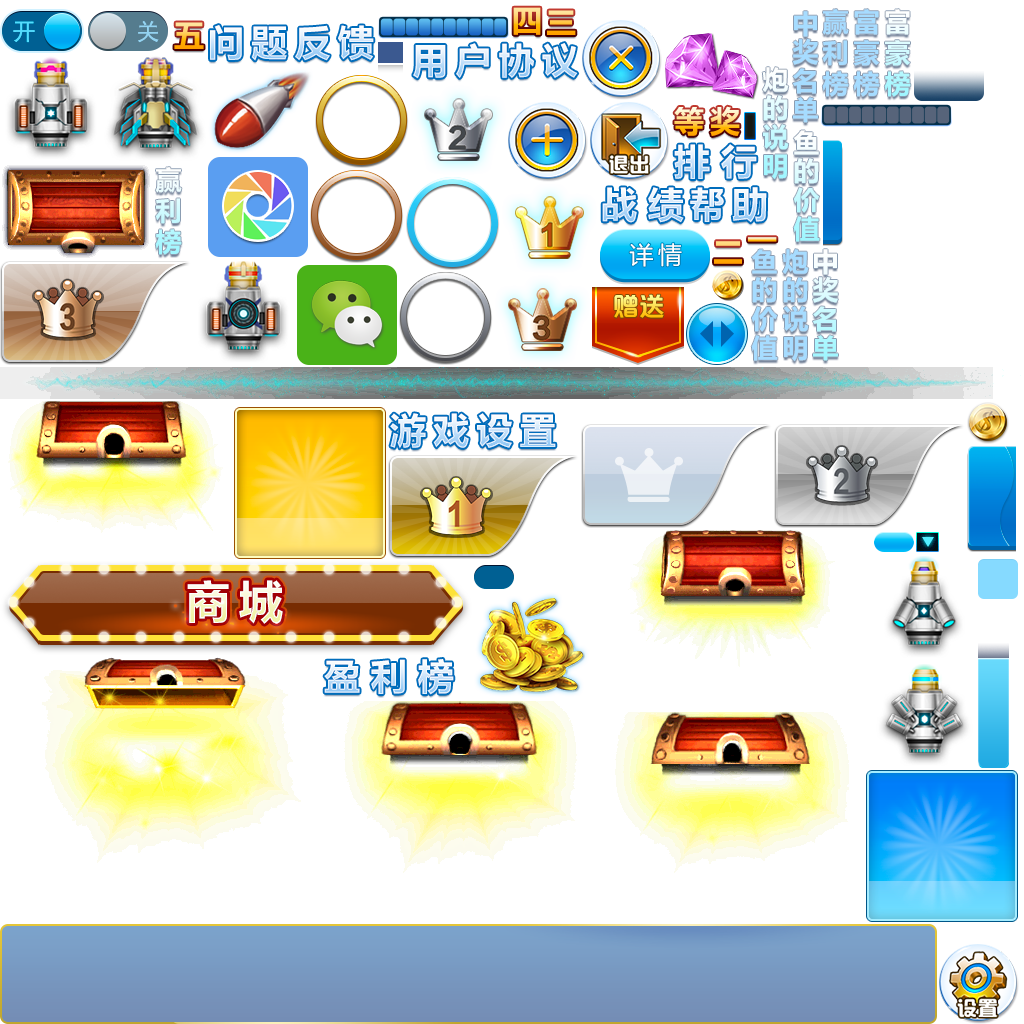 开
关
五
问题反馈
四三
用户协议
中奖名单
赢利榜
富豪榜
富豪榜
炮的说明
鱼的价值
2
等奖
退出
排行
战绩帮助
赢利榜
1
详情
二一
鱼的价值
炮的说明
中奖名单
3
3
赠送
游戏设置
1
2
商城
盈利榜
设置